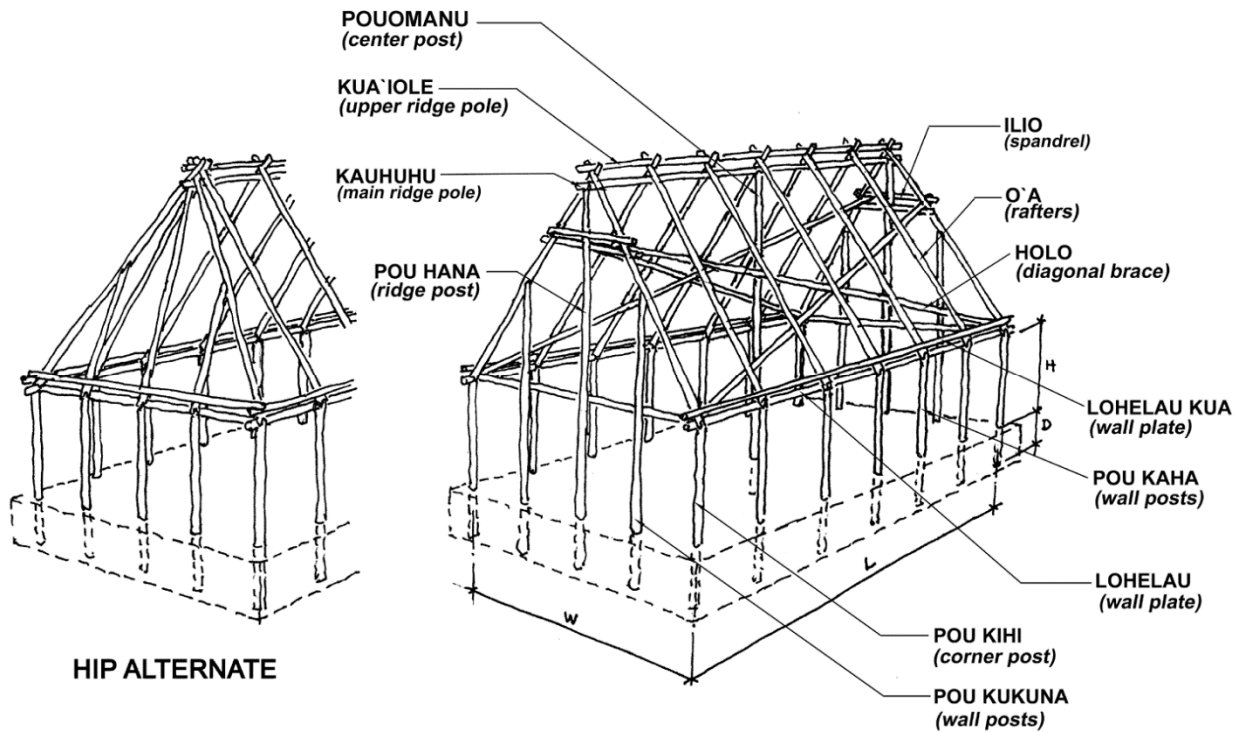 POUOMANU
(center post)
KUA`IOLE
(upper ridge pole)
KAUHUHU
(main ridge pole)
POU HANA
(ridge post)
ILIO
(spandrel)
O`A
(rafters)
HOLO
(diagonal brace)
H
D
LOHELAU KUA
(wall plate)
POU KAHA
(wall posts)
L
LOHELAU
(wall plate)
W
POU KIHI
(corner post)
POU KUKUNA
(wall posts)
HIP ALTERNATE